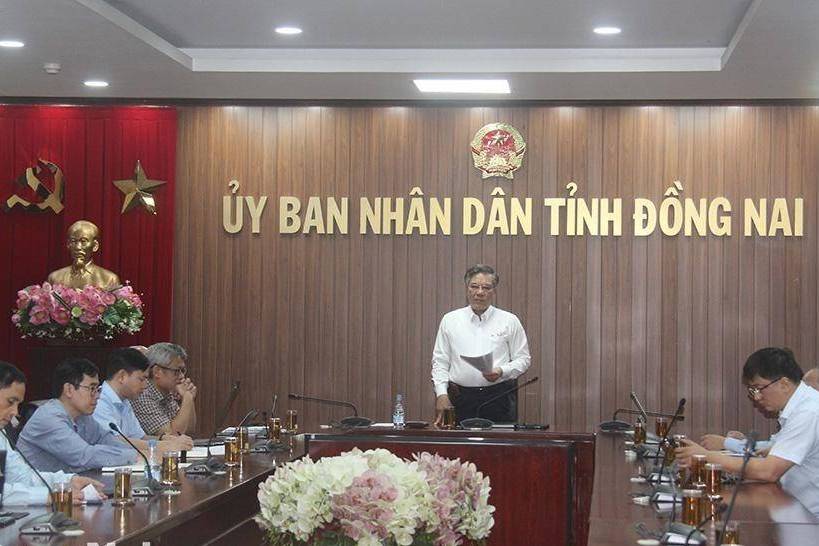 ỦY BAN NHÂN DÂN TỈNH ĐỒNG NAI